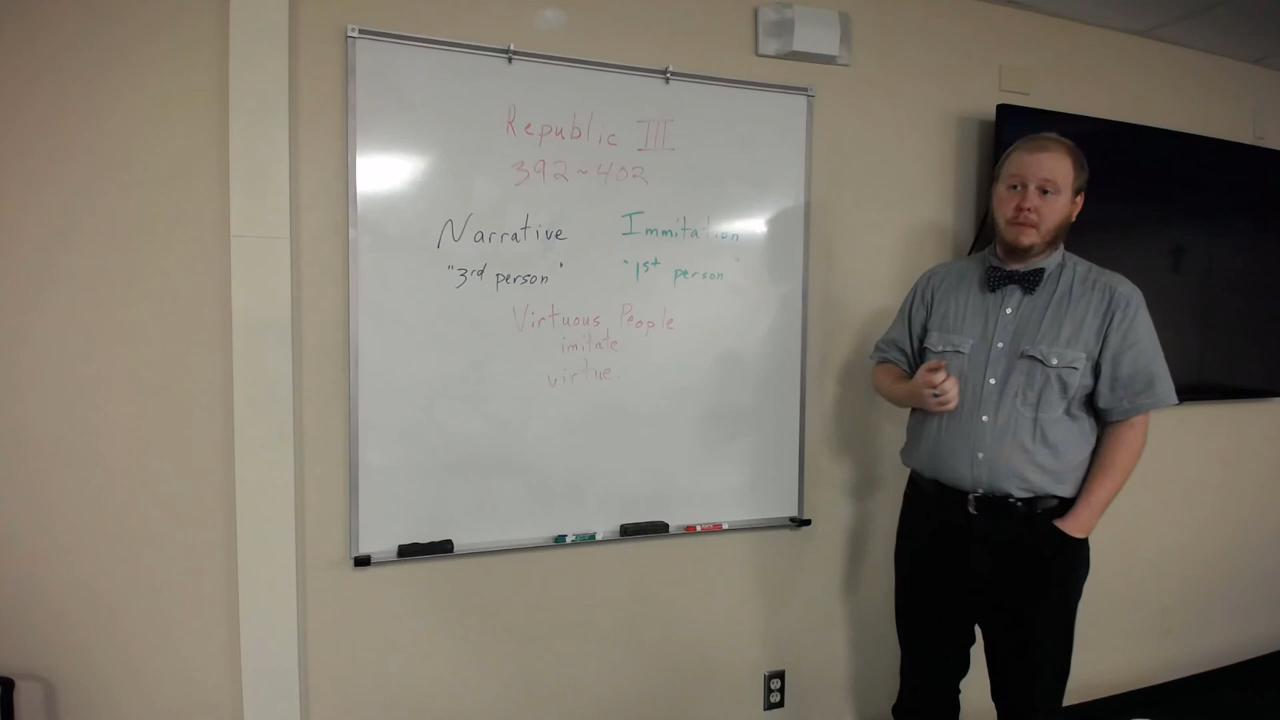 Republic III
392~402
Narrative Immitation
"3rd person" "1st person"
Virtuous People
imitate
virtue.